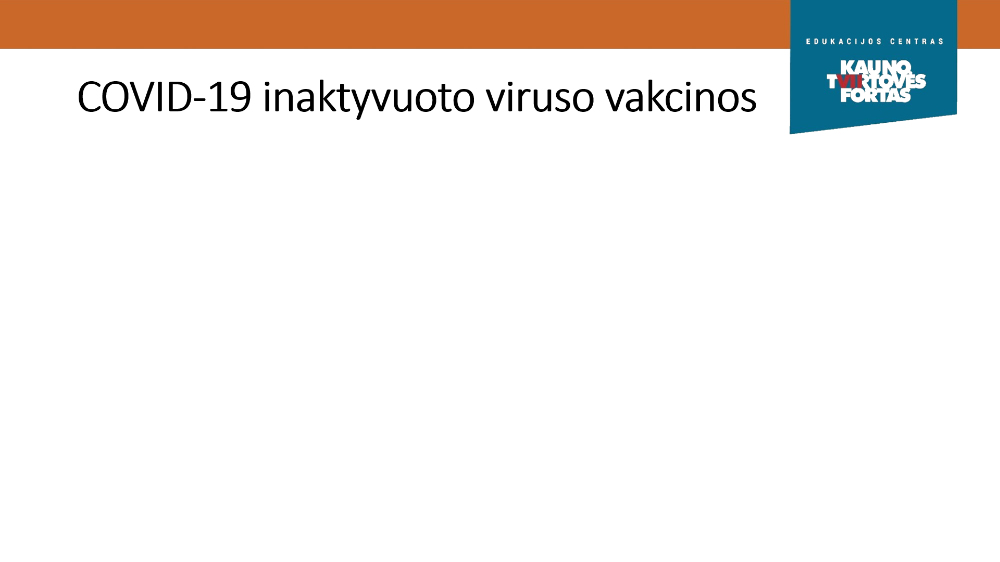 EDUKACIJOS CENTRAS
KAUNO
TVIRTOVĖS
FORTAS
COVID-19 inaktyvuoto viruso vakcinos